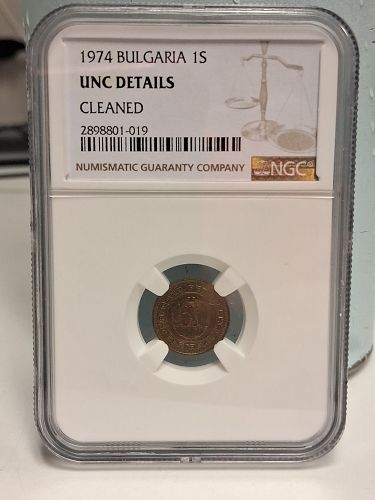 1974 BULGARIA 1S
UNC DETAILS
CLEANED
2898801-019
NUMISMATIC GUARANTY COMPANY
NGC